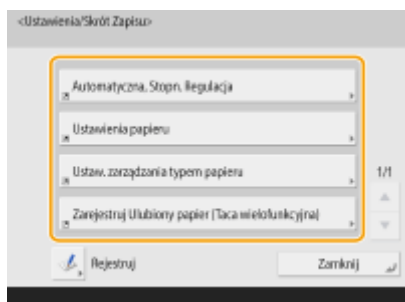 <Ustawienia/Skrót Zapisu>
Automatyczna. Stopn. Regulacja
Ustawienia papieru
Ustaw. zarządzania typem papieru
1/1
Zarejestruj Ulubiony papier (Taca wielofunkcyjna)
Rejestruj
Zamknij